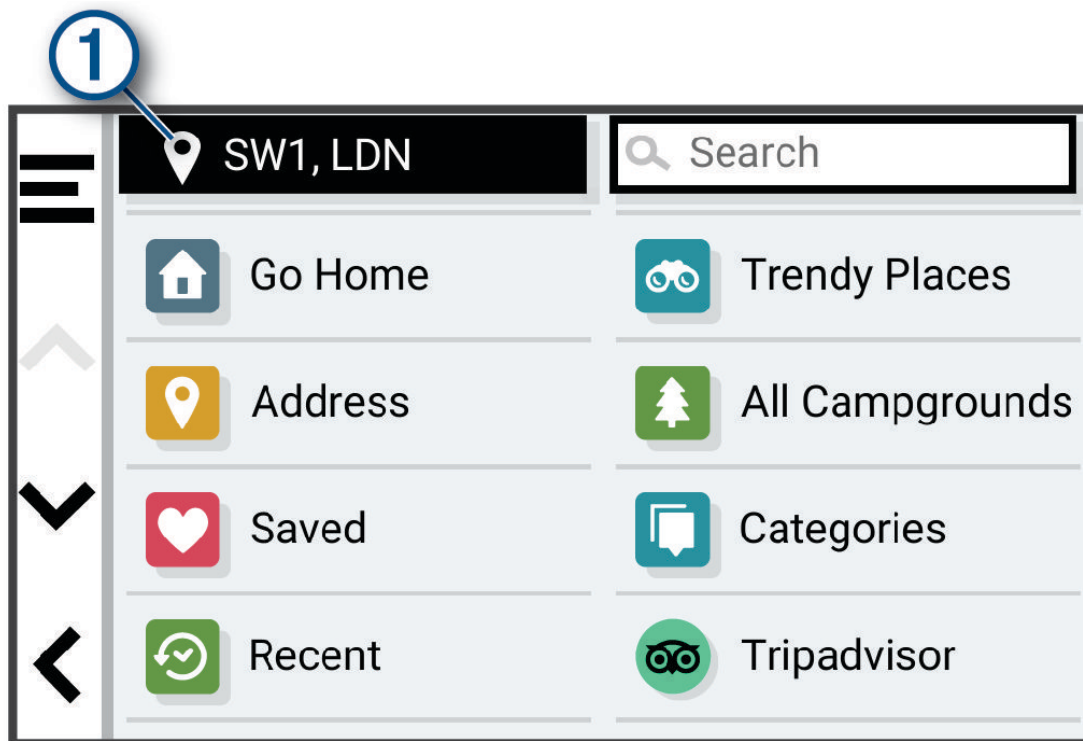 1
SW1, LDN
Search
Go Home
Trendy Places
Address
All Campgrounds
Saved
Categories
Recent
Tripadvisor